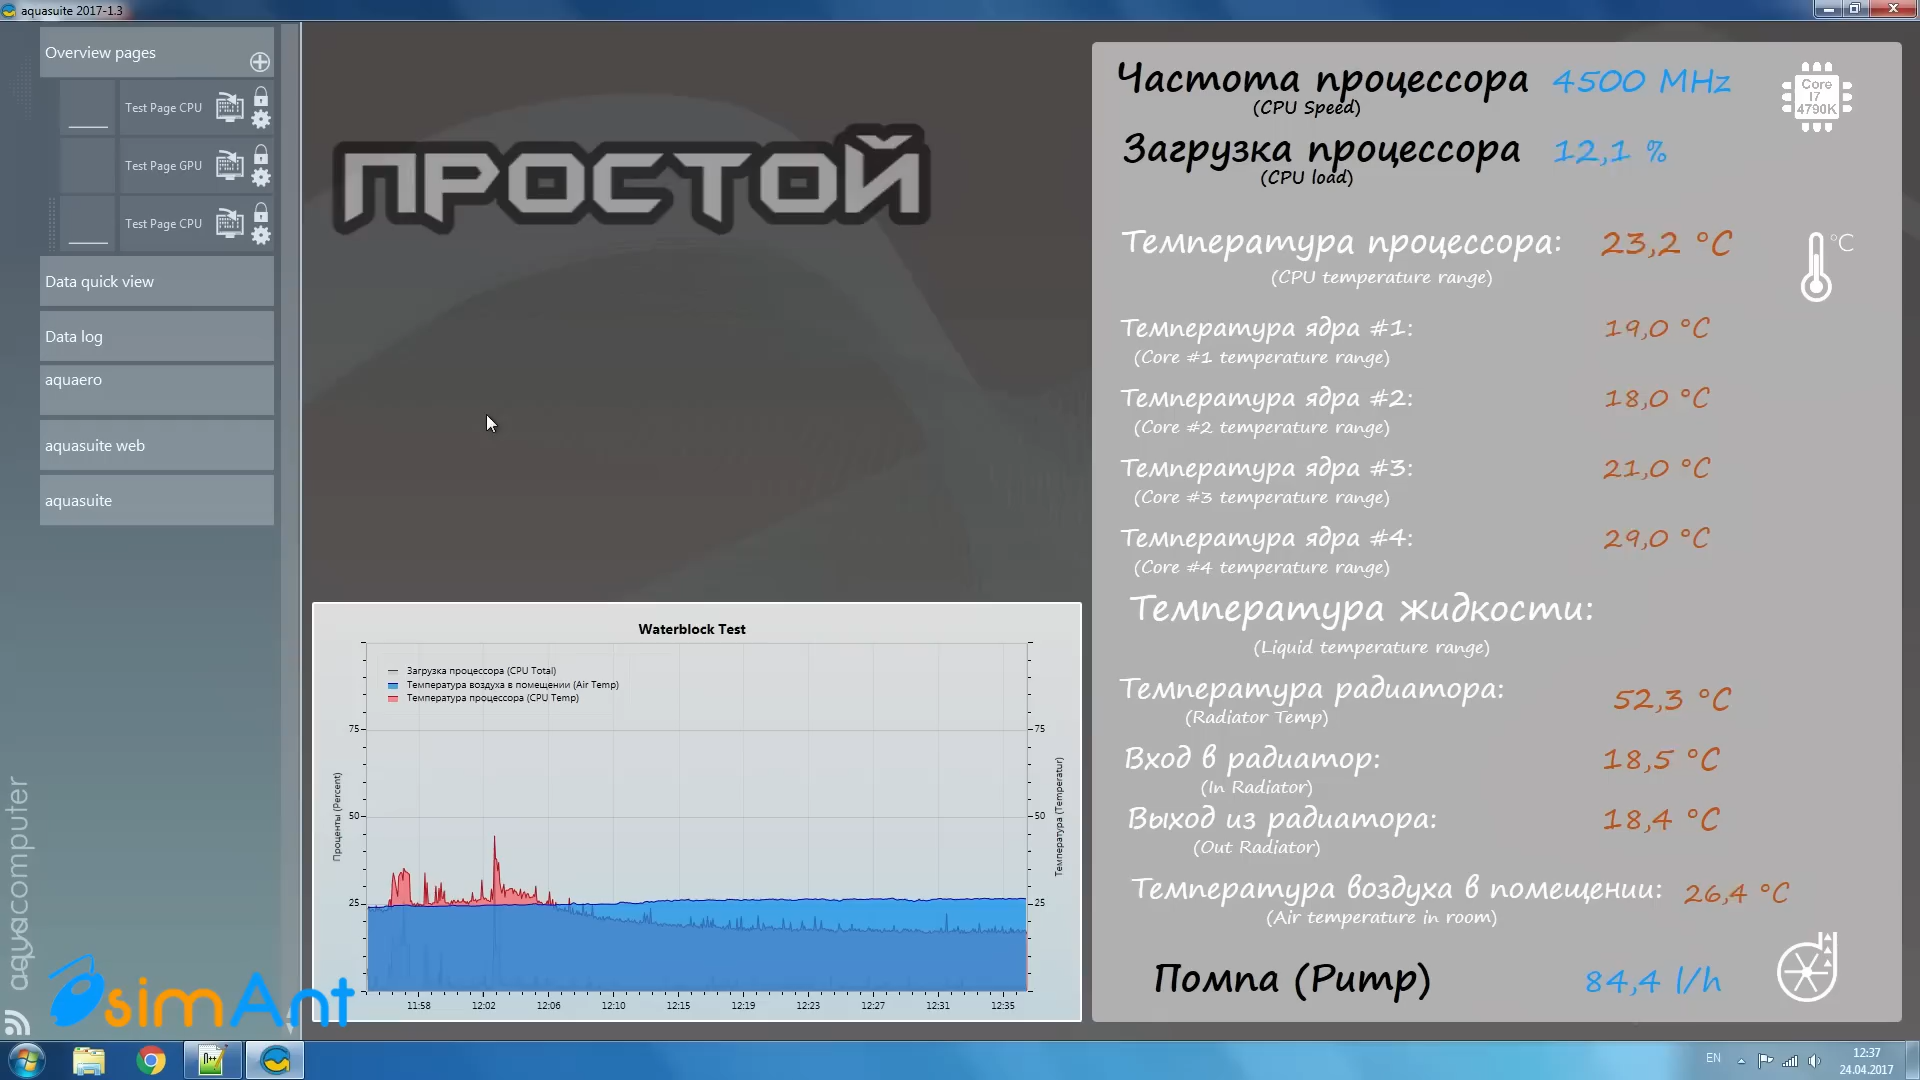 aquasuite 2017-1.3
Overview pages
Test Page CPU
Test Page GPU
Test Page CPU
Data quick view
Data log
aquaero
aquasuite web
aquasuite
aquacomputer
ПРОСТОЙ
Частота процессора 4500 MHz
(CPU Speed)
Core
I7
4790K
Загрузка процессора 12,1 %
(CPU load)
Температура процессора: 23,2 °C
(CPU temperature range)
°C
Температура ядра #1: 19,0 °C
(Core #1 temperature range)
Температура ядра #2: 18,0 °C
(Core #2 temperature range)
Температура ядра #3: 21,0 °C
(Core #3 temperature range)
Температура ядра #4: 29,0 °C
(Core #4 temperature range)
Температура жидкости:
(Liquid temperature range)
Температура радиатора: 52,3 °C
(Radiator Temp)
Вход в радиатор: 18,5 °C
(In Radiator)
Выход из радиатора: 18,4 °C
(Out Radiator)
Температура воздуха в помещении: 26,4 °C
(Air temperature in room)
Помпа (Pump) 84,4 l/h
Waterblock Test
Загрузка процессора (CPU Total)
Температура воздуха в помещении (Air Temp)
Температура процессора (CPU Temp)
75 75
50 50
25 25
Проценты (Percent)
Температура (Temperatur)
11:58 12:02 12:06 12:10 12:15 12:19 12:23 12:27 12:31 12:35
simAnt
EN
12:37
24.04.2017